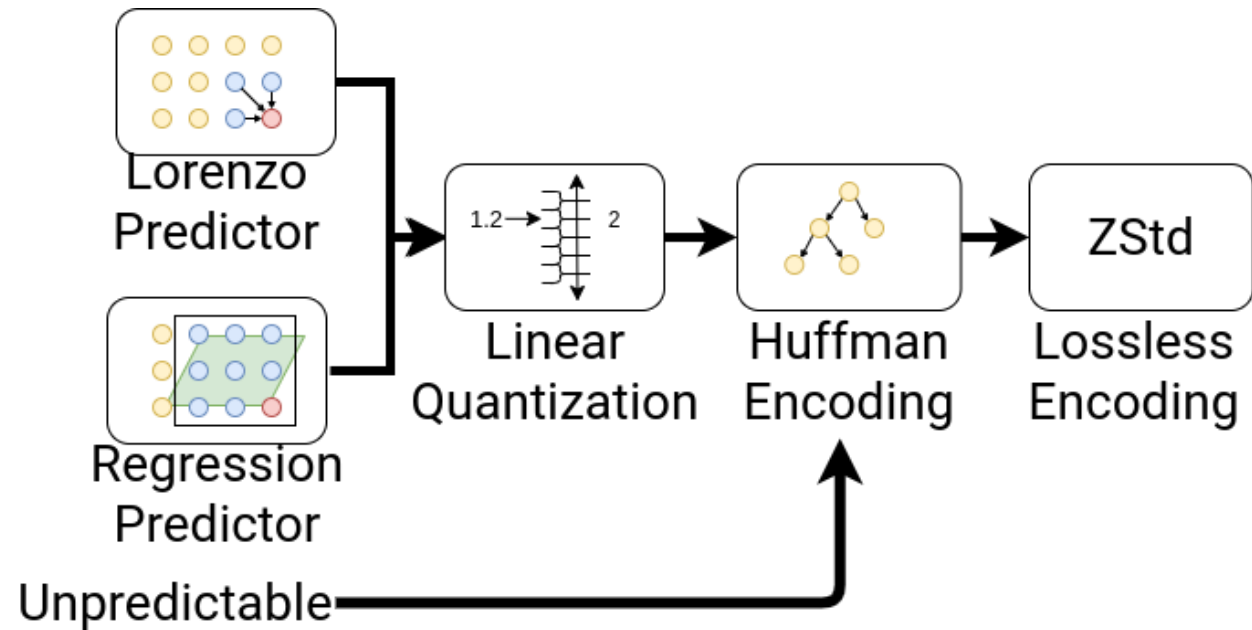 Lorenzo
Predictor
1.2
2
Linear
Quantization
Huffman
Encoding
ZStd
Lossless
Encoding
Regression
Predictor
Unpredictable